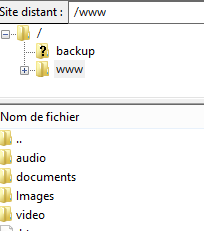 Site distant : /www
/
backup
www
Nom de fichier
..
audio
documents
Images
video